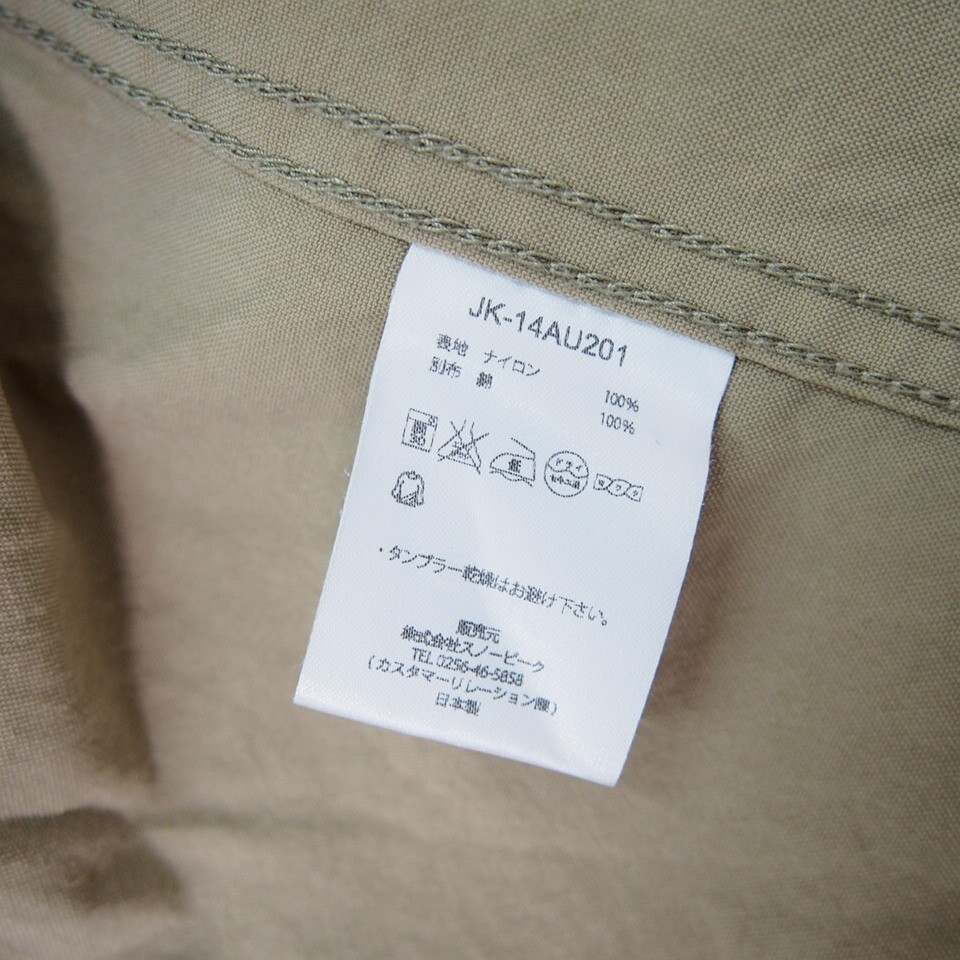 JK-14AU201
表地 ナイロン 100%
別布 綿 100%
ドライ
・タンブラー乾燥はお避け下さい。
販売元
株式会社スノーピーク
TEL 0256-46-5858
(カスタマーリレーション課)
日本製